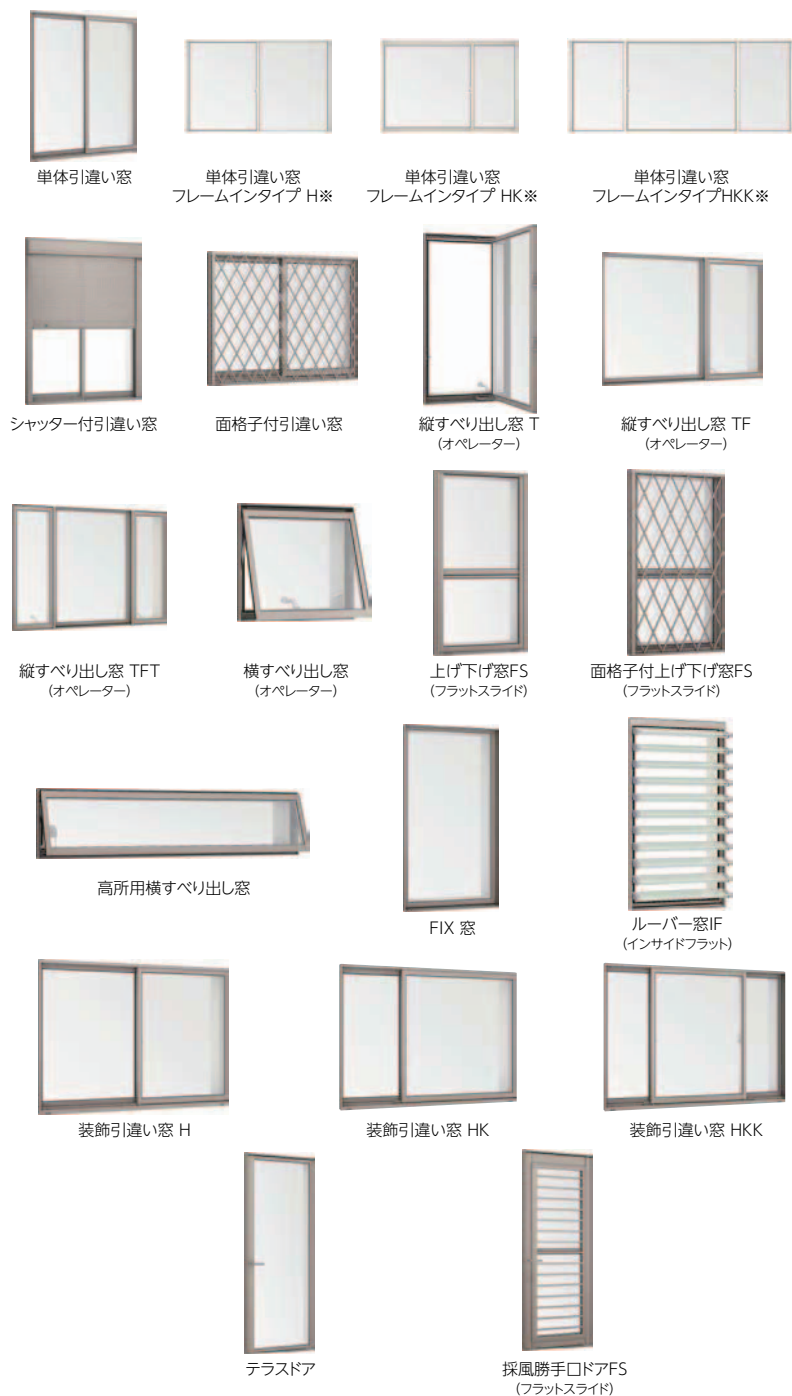 単体引違い窓
単体引違い窓
フレームインタイプ H※
単体引違い窓
フレームインタイプ HK※
単体引違い窓
フレームインタイプHKK※
シャッター付引違い窓
面格子付引違い窓
縦すべり出し窓 T
(オペレーター)
縦すべり出し窓 TF
(オペレーター)
縦すべり出し窓 TFT
(オペレーター)
横すべり出し窓
(オペレーター)
上げ下げ窓FS
(フラットスライド)
面格子付上げ下げ窓FS
(フラットスライド)
高所用横すべり出し窓
FIX 窓
ルーバー窓IF
(インサイドフラット)
装飾引違い窓 H
装飾引違い窓 HK
装飾引違い窓 HKK
テラスドア
採風勝手口ドアFS
(フラットスライド)